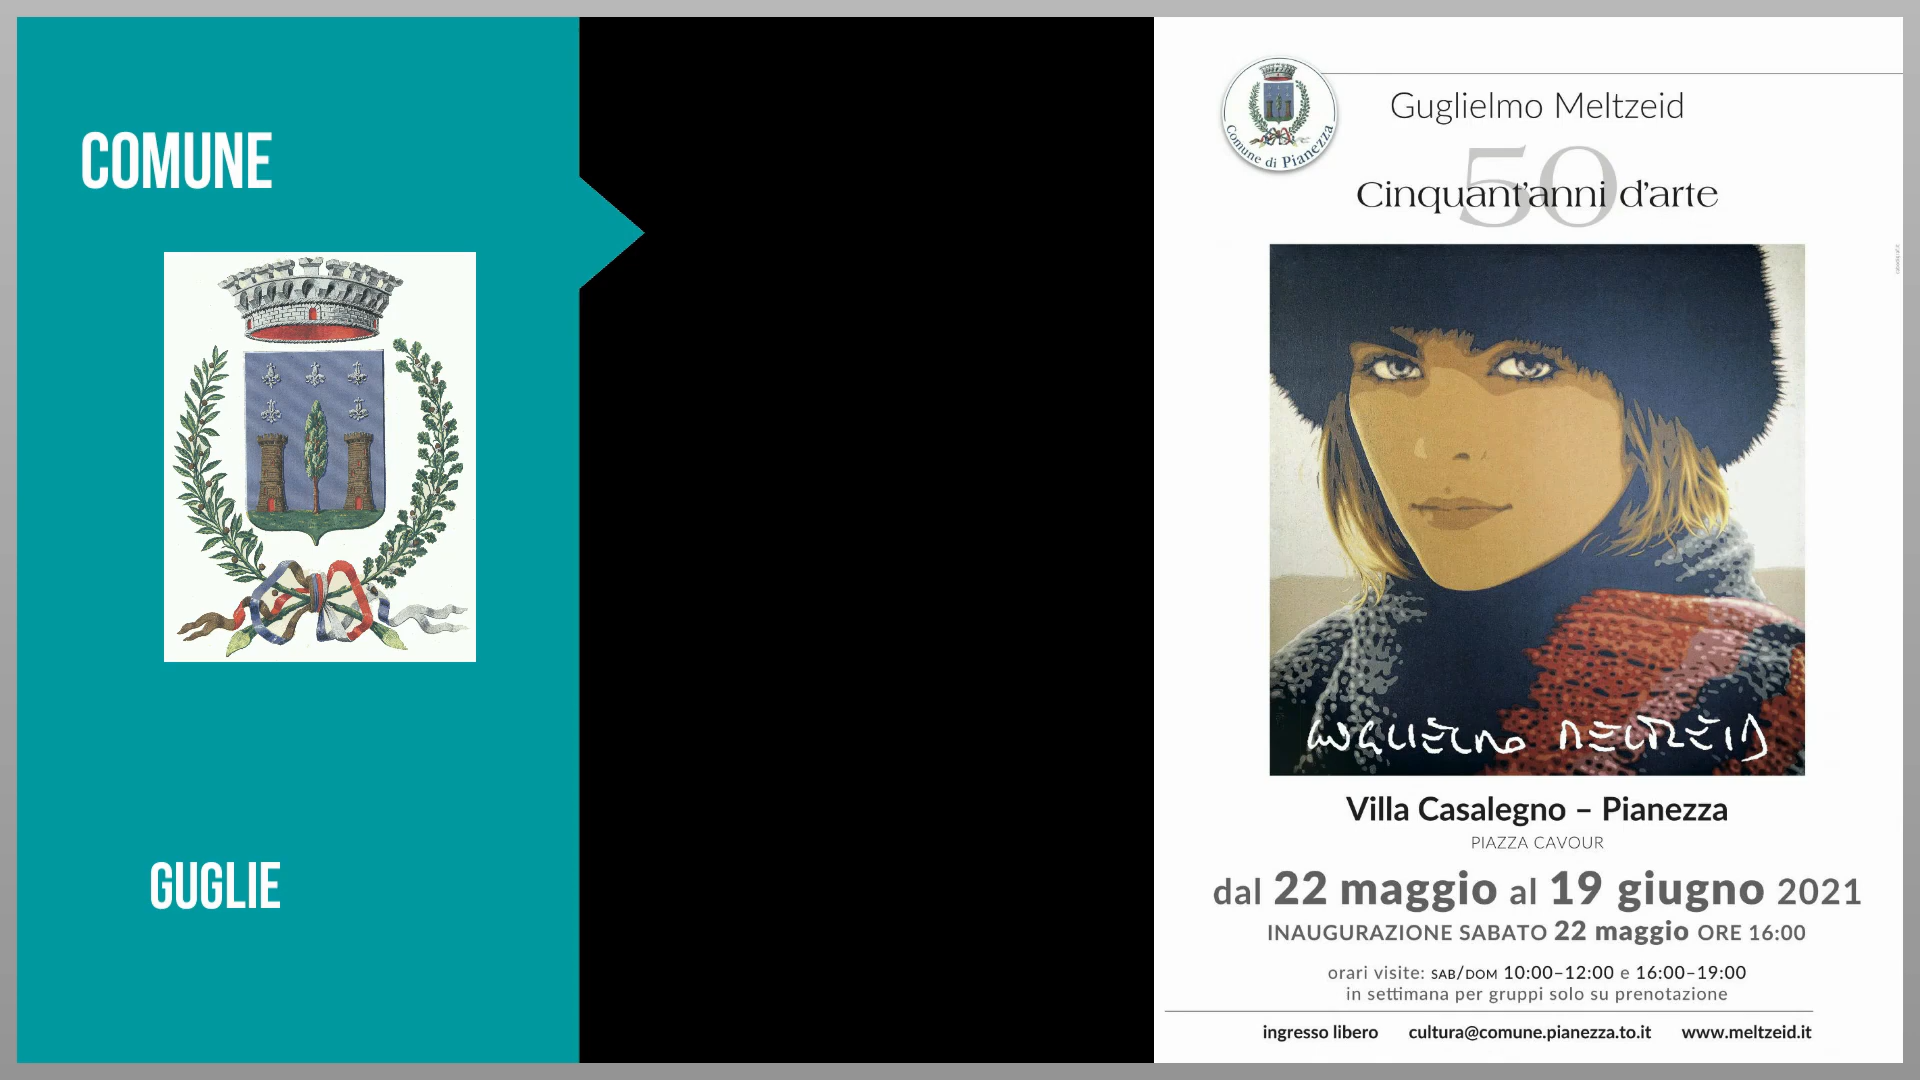 COMUNE
GUGLIE
Comune di Pianezza
Guglielmo Meltzeid
50
Cinquant'anni d'arte
GUGLIELMO MELTZEID
Villa Casalegno – Pianezza
PIAZZA CAVOUR
dal 22 maggio al 19 giugno 2021
INAUGURAZIONE SABATO 22 maggio ORE 16:00
orari visite: SAB/DOM 10:00–12:00 e 16:00–19:00
in settimana per gruppi solo su prenotazione
ingresso libero cultura@comune.pianezza.to.it www.meltzeid.it